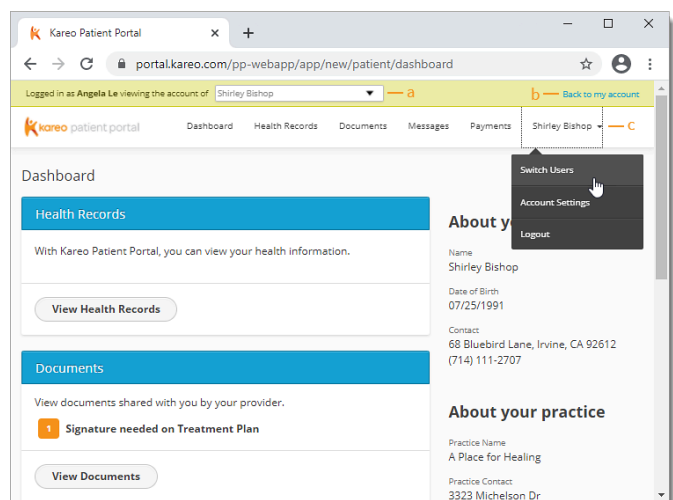 Kareo Patient Portal
portal.kareo.com/pp-webapp/app/new/patient/dashboard
Logged in as Angela Le viewing the account of Shirley Bishop a b Back to my account
kareo patient portal Dashboard Health Records Documents Messages Payments Shirley Bishop c
Switch Users
Account Settings
Logout
Dashboard
Health Records
With Kareo Patient Portal, you can view your health information.
View Health Records
Documents
View documents shared with you by your provider.
1 Signature needed on Treatment Plan
View Documents
About y
Name
Shirley Bishop
Date of Birth
07/25/1991
Contact
68 Bluebird Lane, Irvine, CA 92612
(714) 111-2707
About your practice
Practice Name
A Place for Healing
Practice Contact
3323 Michelson Dr